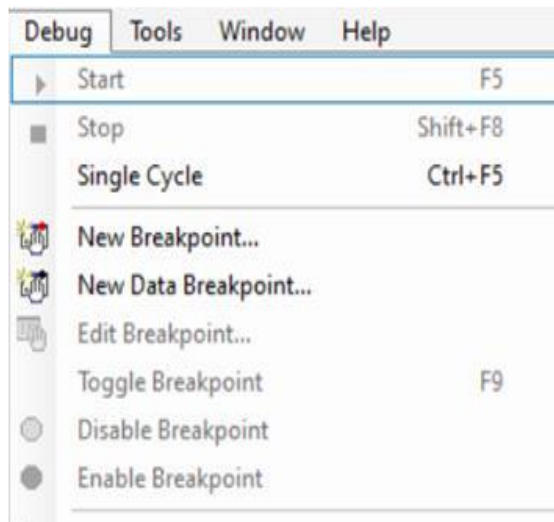 Debug Tools Window Help
Start F5
Stop Shift+F8
Single Cycle Ctrl+F5
New Breakpoint...
New Data Breakpoint...
Edit Breakpoint...
Toggle Breakpoint F9
Disable Breakpoint
Enable Breakpoint